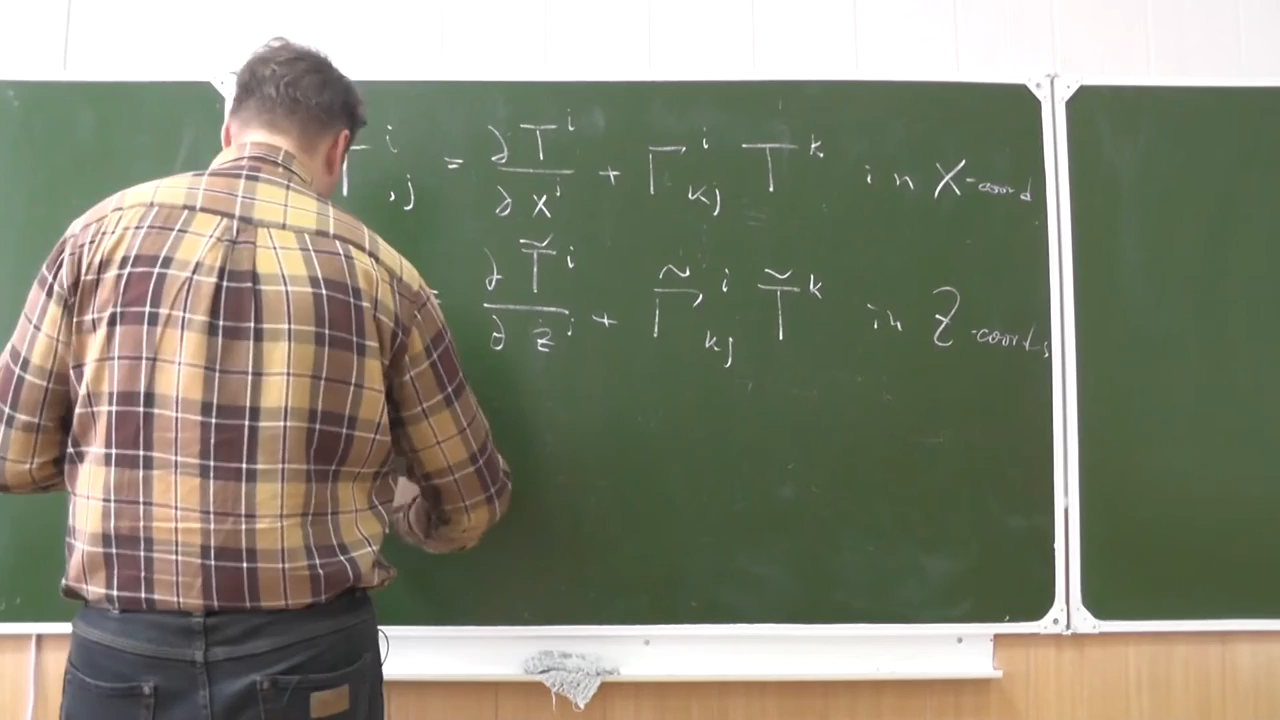 T^i_{,j} = ∂T^i/∂x^i + Γ^i_{kj} T^k in X-coord
= ∂T̃^i/∂z^i + Γ̃^i_{kj} T̃^k in Z-coords